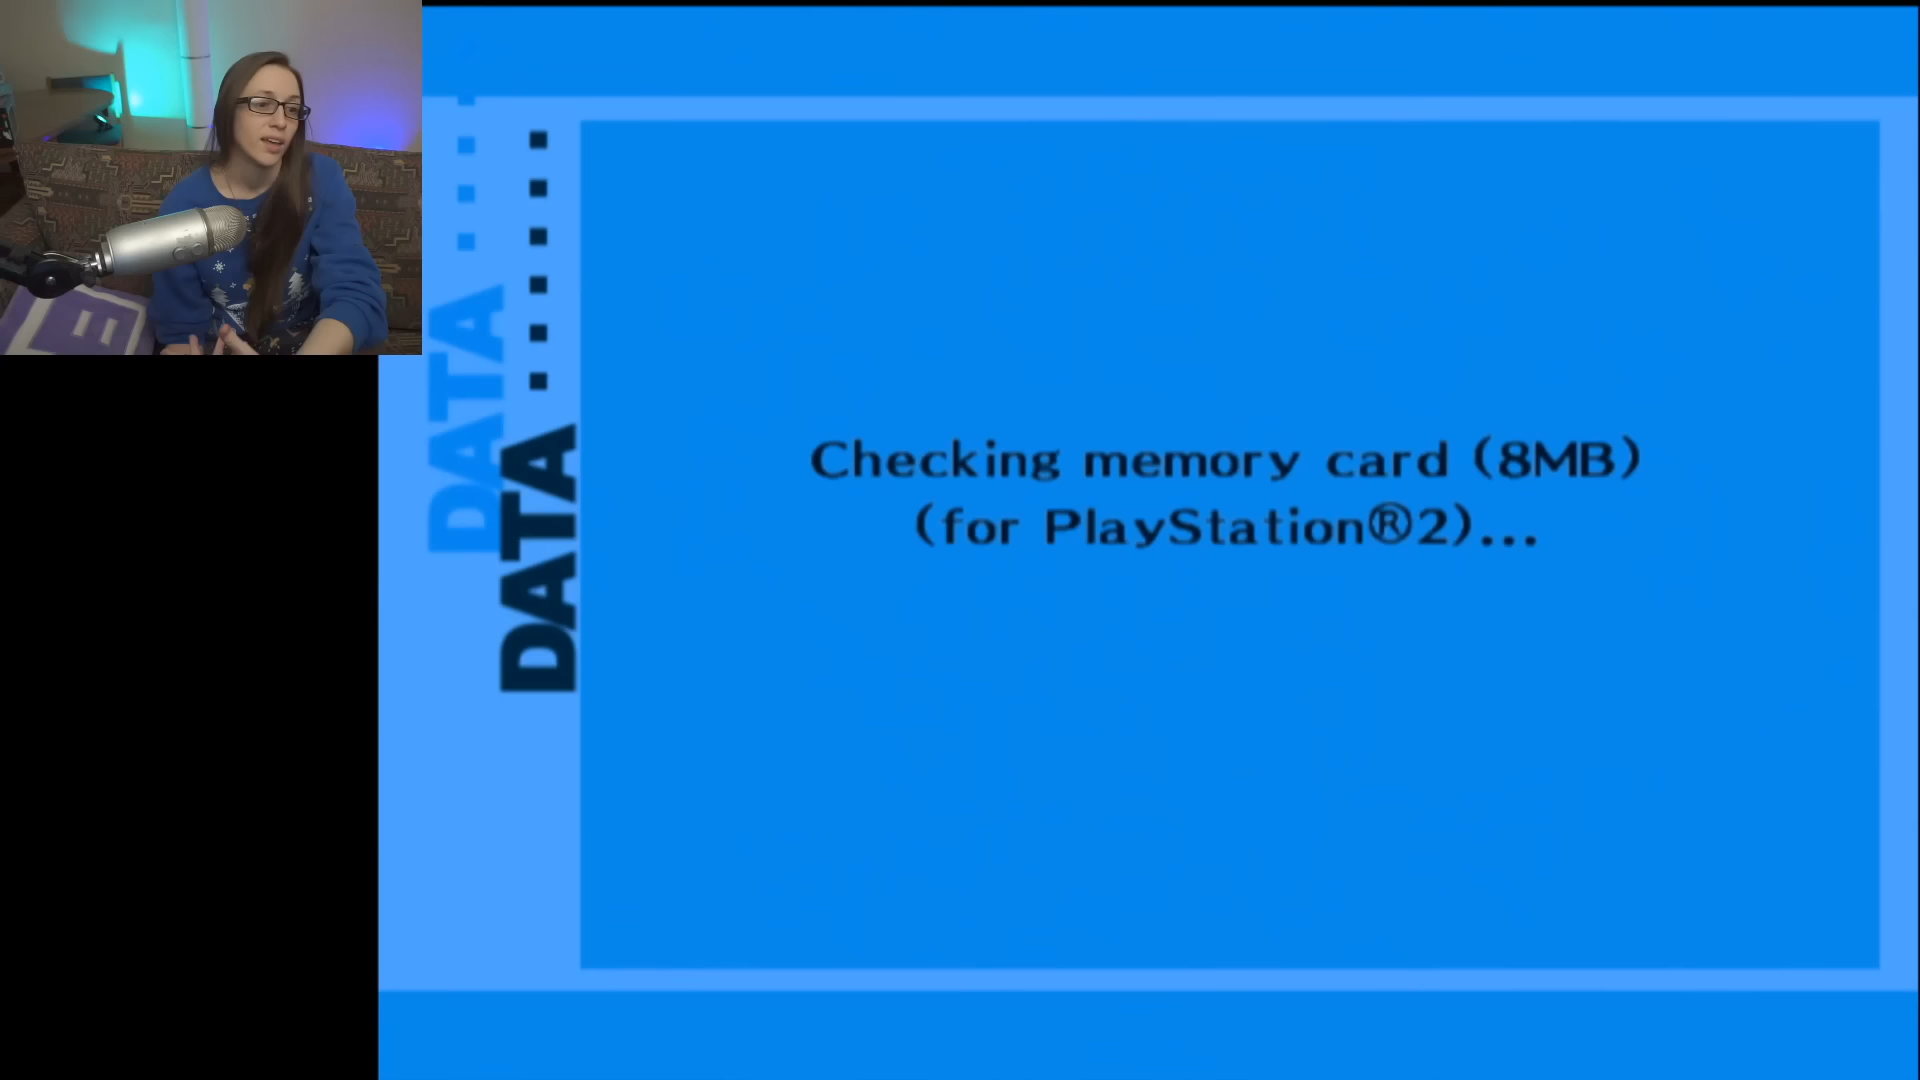 DATA
DATA
Checking memory card (8MB)
(for PlayStation®2)...